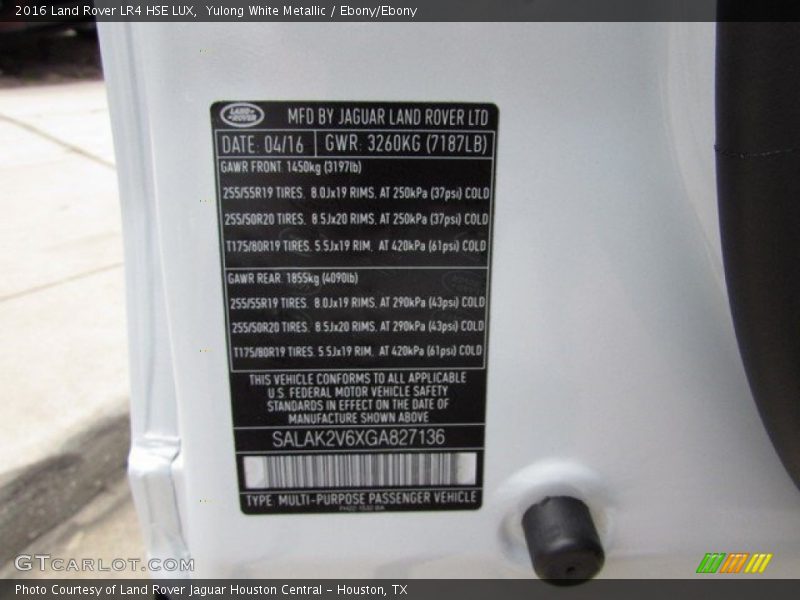 2016 Land Rover LR4 HSE LUX,  Yulong White Metallic / Ebony/Ebony
LAND ROVER
MFD BY JAGUAR LAND ROVER LTD
DATE: 04/16 GWR: 3260KG (7187LB)
GAWR FRONT: 1450kg (3197lb)
255/55R19 TIRES, 8.0Jx19 RIMS, AT 250kPa (37psi) COLD
255/50R20 TIRES, 8.5Jx20 RIMS, AT 250kPa (37psi) COLD
T175/80R19 TIRES, 5.5Jx19 RIM, AT 420kPa (61psi) COLD
GAWR REAR: 1855kg (4090lb)
255/55R19 TIRES, 8.0Jx19 RIMS, AT 290kPa (43psi) COLD
255/50R20 TIRES, 8.5Jx20 RIMS, AT 290kPa (43psi) COLD
T175/80R19 TIRES, 5.5Jx19 RIM, AT 420kPa (61psi) COLD
THIS VEHICLE CONFORMS TO ALL APPLICABLE
U.S. FEDERAL MOTOR VEHICLE SAFETY
STANDARDS IN EFFECT ON THE DATE OF
MANUFACTURE SHOWN ABOVE
SALAK2V6XGA827136
TYPE: MULTI-PURPOSE PASSENGER VEHICLE
GTCARLOT.COM
Photo Courtesy of Land Rover Jaguar Houston Central - Houston, TX